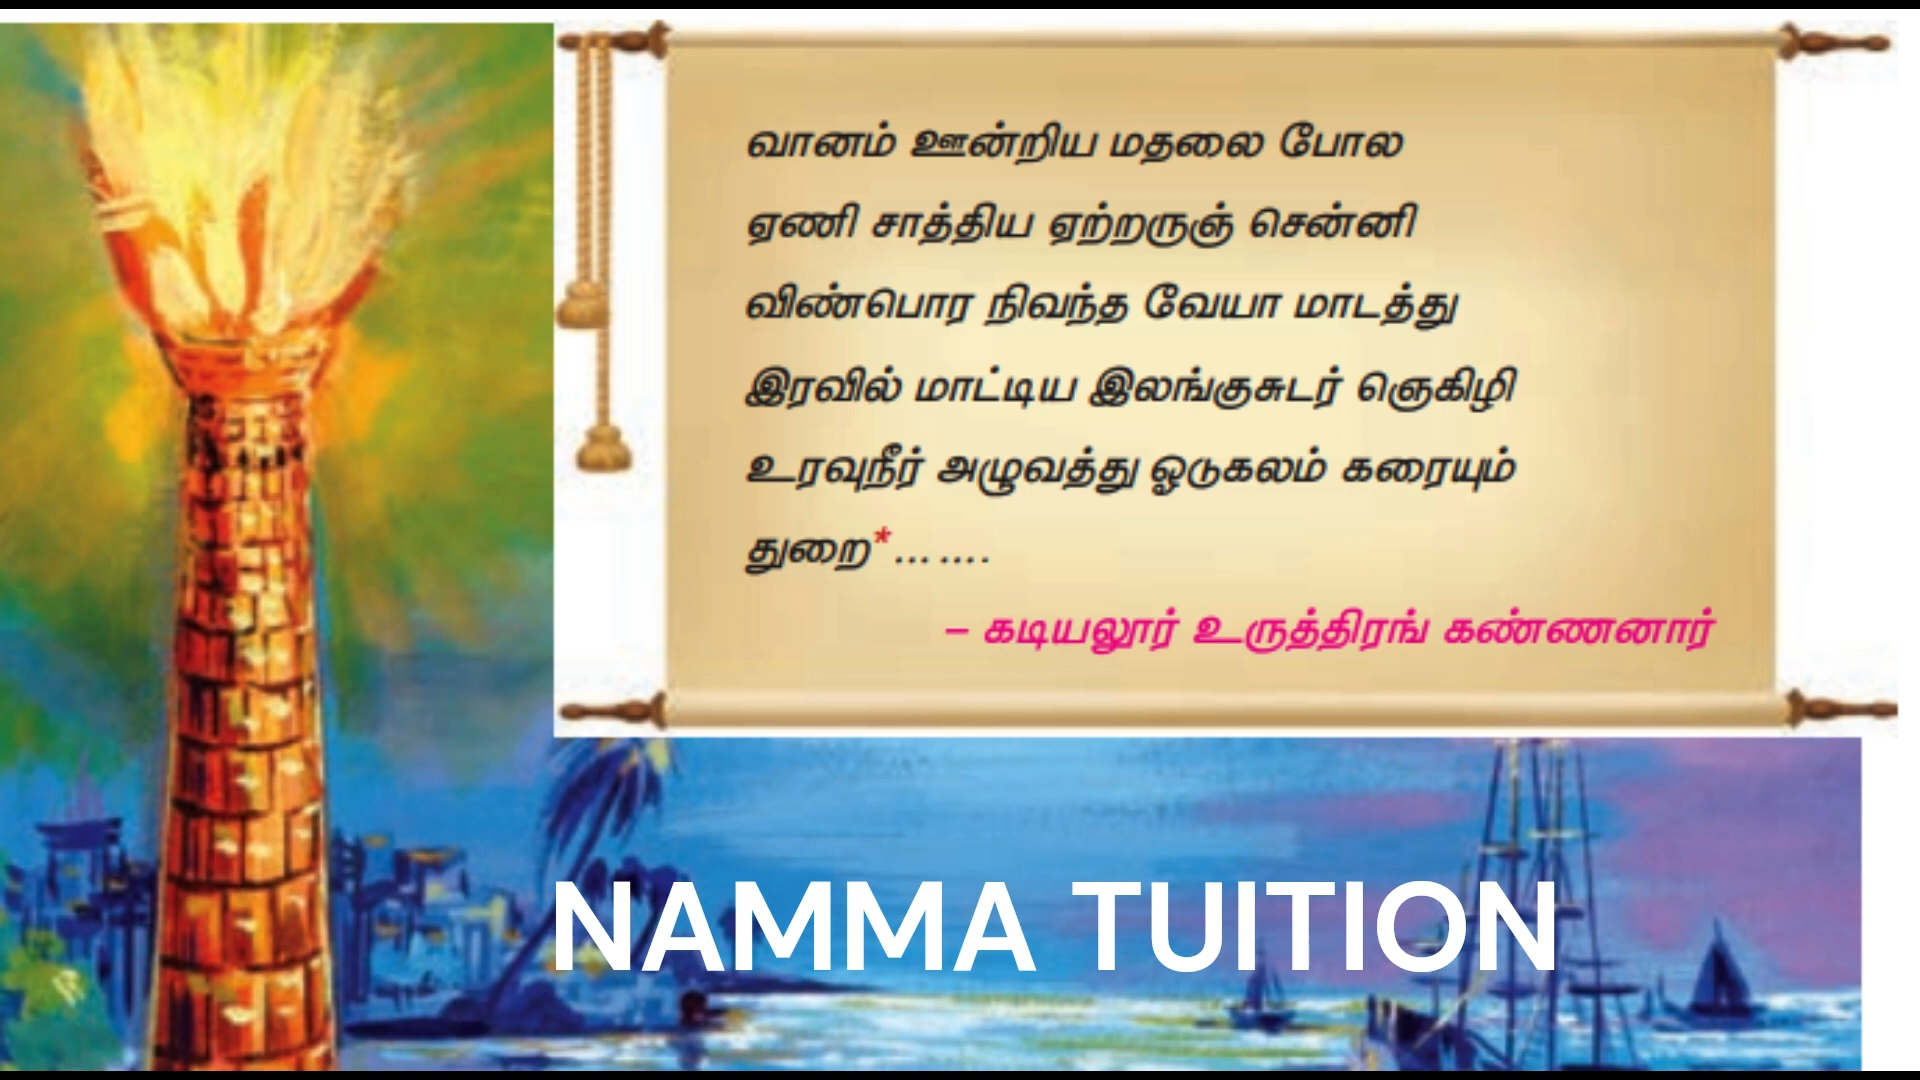 வானம் ஊன்றிய மதலை போல
ஏணி சாத்திய ஏற்றருஞ் சென்னி
விண்பொர நிவந்த வேயா மாடத்து
இரவில் மாட்டிய இலங்குசுடர் ஞெகிழி
உரவுநீர் அழுவத்து ஓடுகலம் கரையும்
துறை*... ....
– கடியலூர் உருத்திரங் கண்ணனார்
NAMMA TUITION